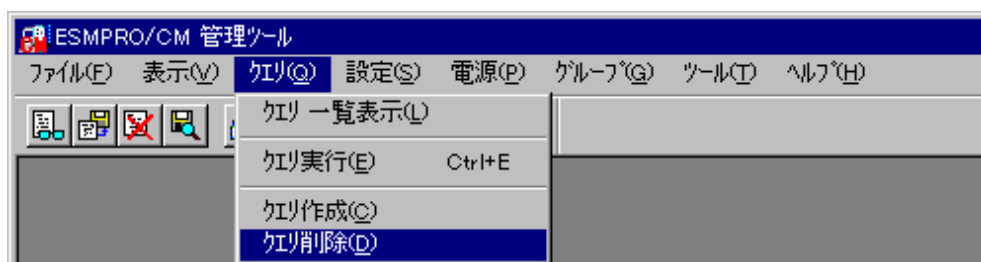 ESMPRO/CM 管理ツール
ファイル(F) 表示(V) クエリ(Q) 設定(S) 電源(P) グループ(G) ツール(T) ヘルプ(H)
クエリ 一覧表示(L)
クエリ実行(E) Ctrl+E
クエリ作成(C)
クエリ削除(D)